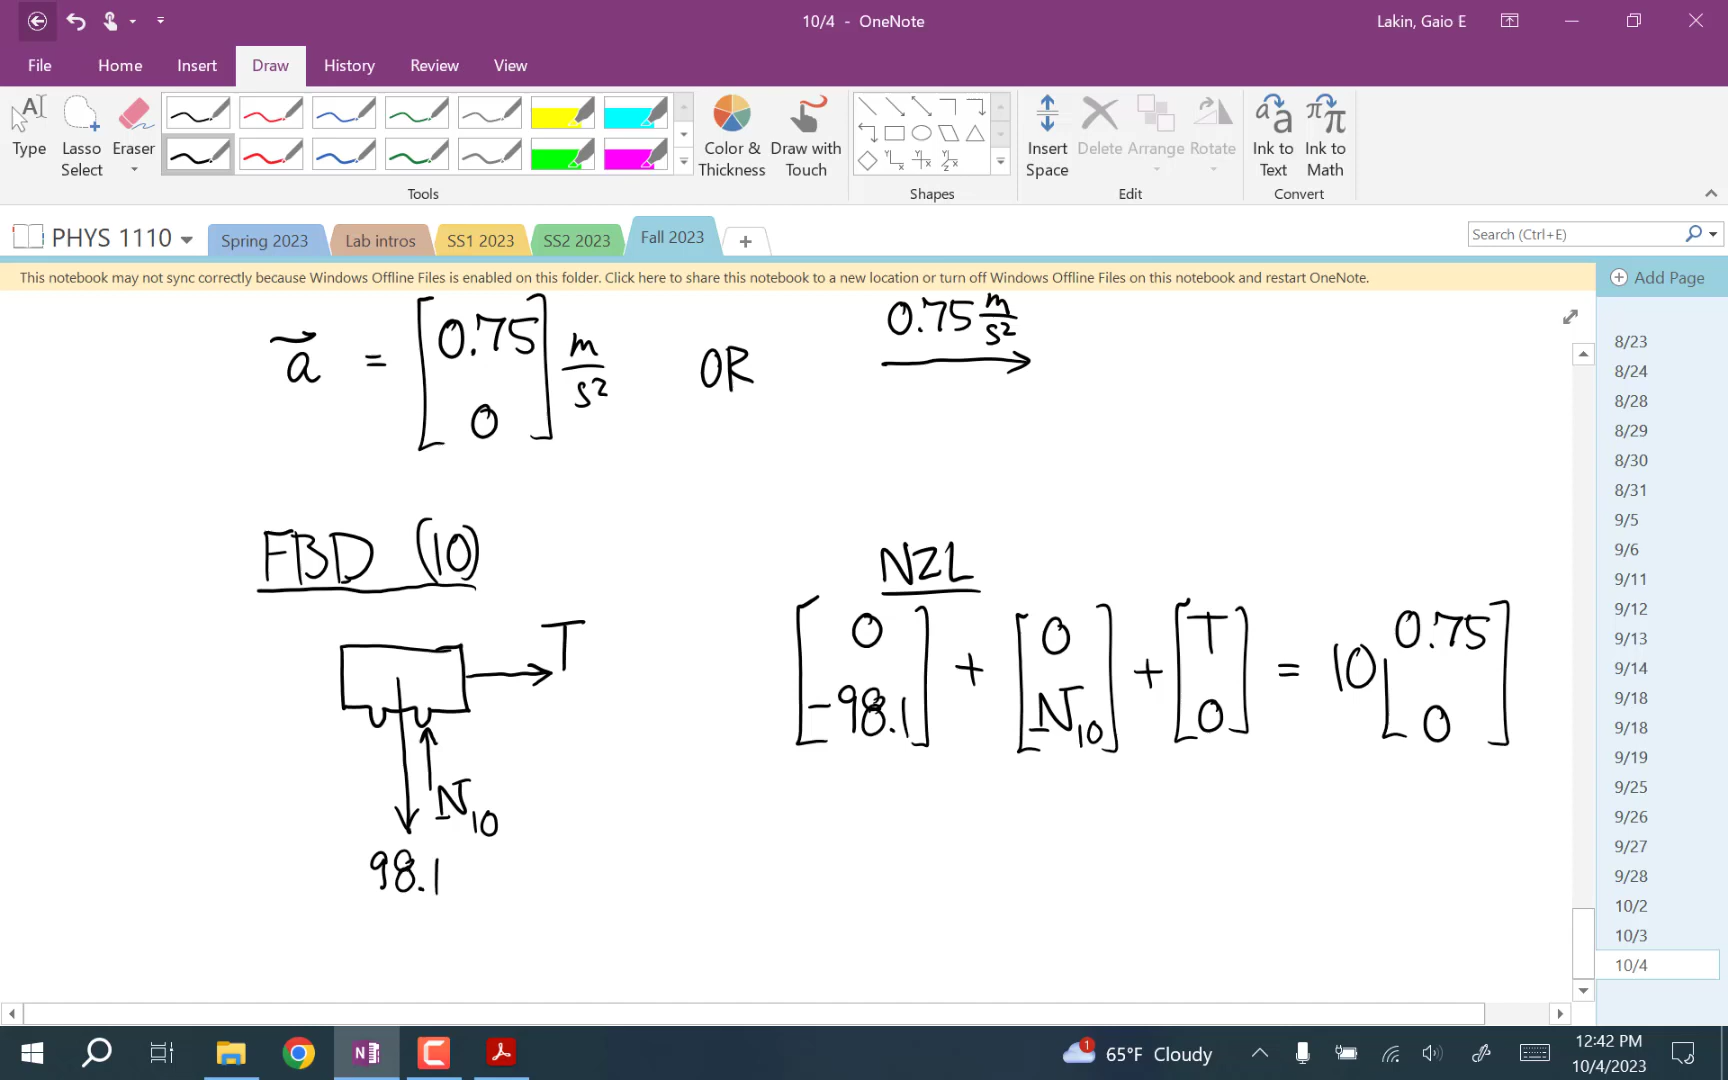 10/4 - OneNote
Lakin, Gaio E
File Home Insert Draw History Review View
Type
Lasso Select
Eraser
Color & Thickness
Draw with Touch
Insert Space
Delete
Arrange
Rotate
Ink to Text
Ink to Math
Tools
Shapes
Edit
Convert
PHYS 1110
Spring 2023
Lab intros
SS1 2023
SS2 2023
Fall 2023
Search (Ctrl+E)
This notebook may not sync correctly because Windows Offline Files is enabled on this folder. Click here to share this notebook to a new location or turn off Windows Offline Files on this notebook and restart OneNote.
Add Page
8/23
8/24
8/28
8/29
8/30
8/31
9/5
9/6
9/11
9/12
9/13
9/14
9/18
9/18
9/19
9/25
9/26
9/27
9/28
10/2
10/3
10/4
a = [0.75 0] m/s² OR 0.75 m/s²
FBD (10)
T
N10
98.1
N2L
[0 -98.1] + [0 N10] + [T 0] = 10[0.75 0]
65°F Cloudy
12:42 PM
10/4/2023